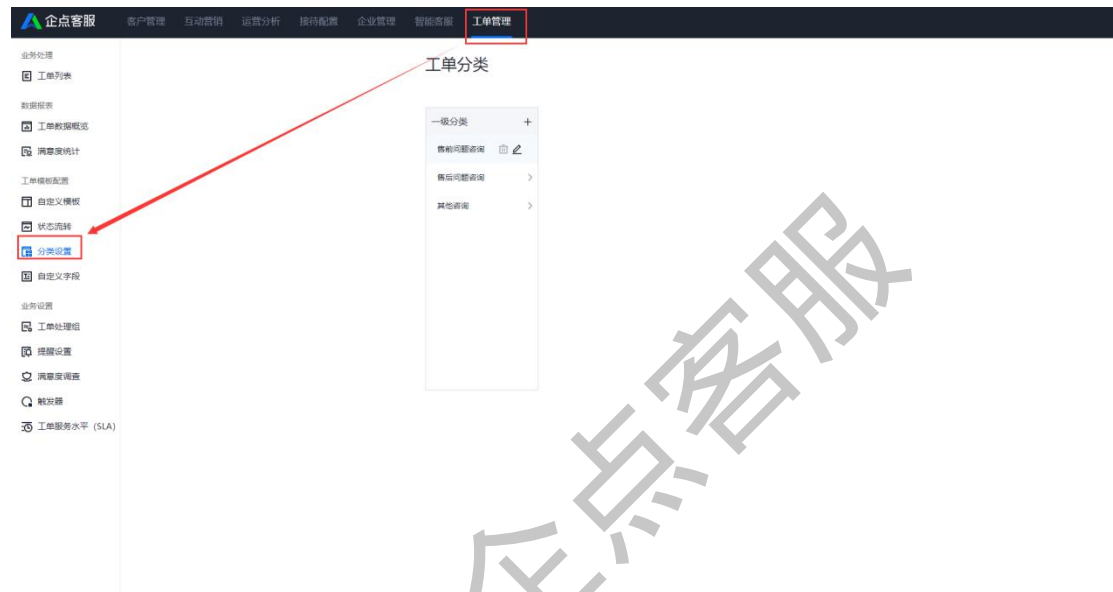 企点客服 客户管理 互动营销 运营分析 接待配置 企业管理 智能客服 工单管理
业务处理
工单列表
数据报表
工单数据概览
满意度统计
工单模板配置
自定义模板
状态流转
分类设置
自定义字段
业务设置
工单处理组
提醒设置
满意度调查
触发器
工单服务水平 (SLA)
工单分类
一级分类 +
售前问题咨询
售后问题咨询 >
其他咨询 >
企点客服